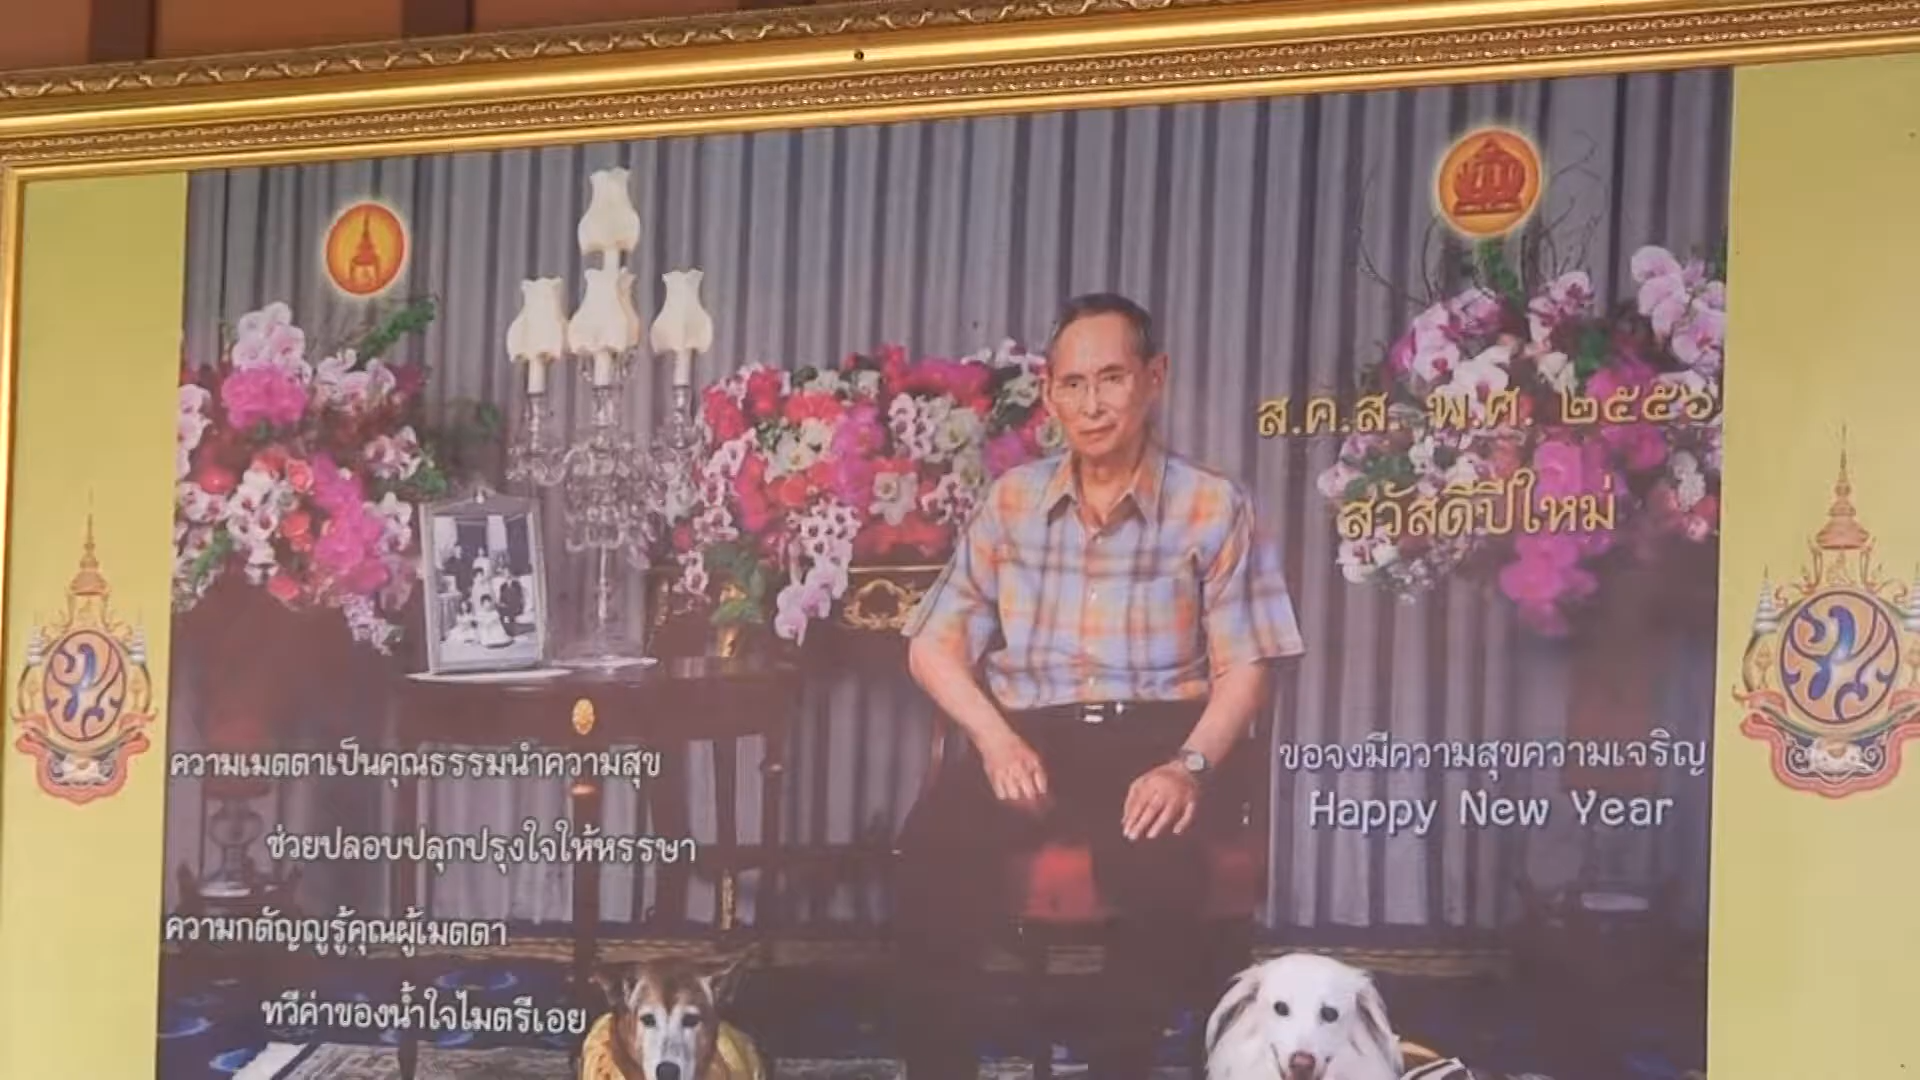 ส.ค.ส. พ.ศ. ๒๕๕๖
สวัสดีปีใหม่
ความเมตตาเป็นคุณธรรมนำความสุข
ช่วยปลอบปลุกปรุงใจให้หรรษา
ความกตัญญูรู้คุณผู้เมตตา
ทวีค่าของน้ำใจไมตรีเอย
ขอจงมีความสุขความเจริญ
Happy New Year